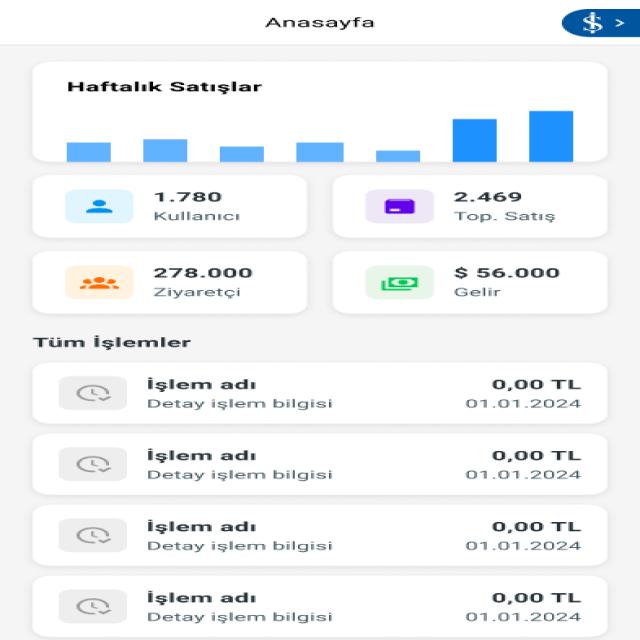 Anasayfa
Haftalık Satışlar
1.780
Kullanıcı
2.469
Top. Satış
278.000
Ziyaretçi
$ 56.000
Gelir
Tüm İşlemler
İşlem adı
0,00 TL
Detay işlem bilgisi
01.01.2024
İşlem adı
0,00 TL
Detay işlem bilgisi
01.01.2024
İşlem adı
0,00 TL
Detay işlem bilgisi
01.01.2024
İşlem adı
0,00 TL
Detay işlem bilgisi
01.01.2024